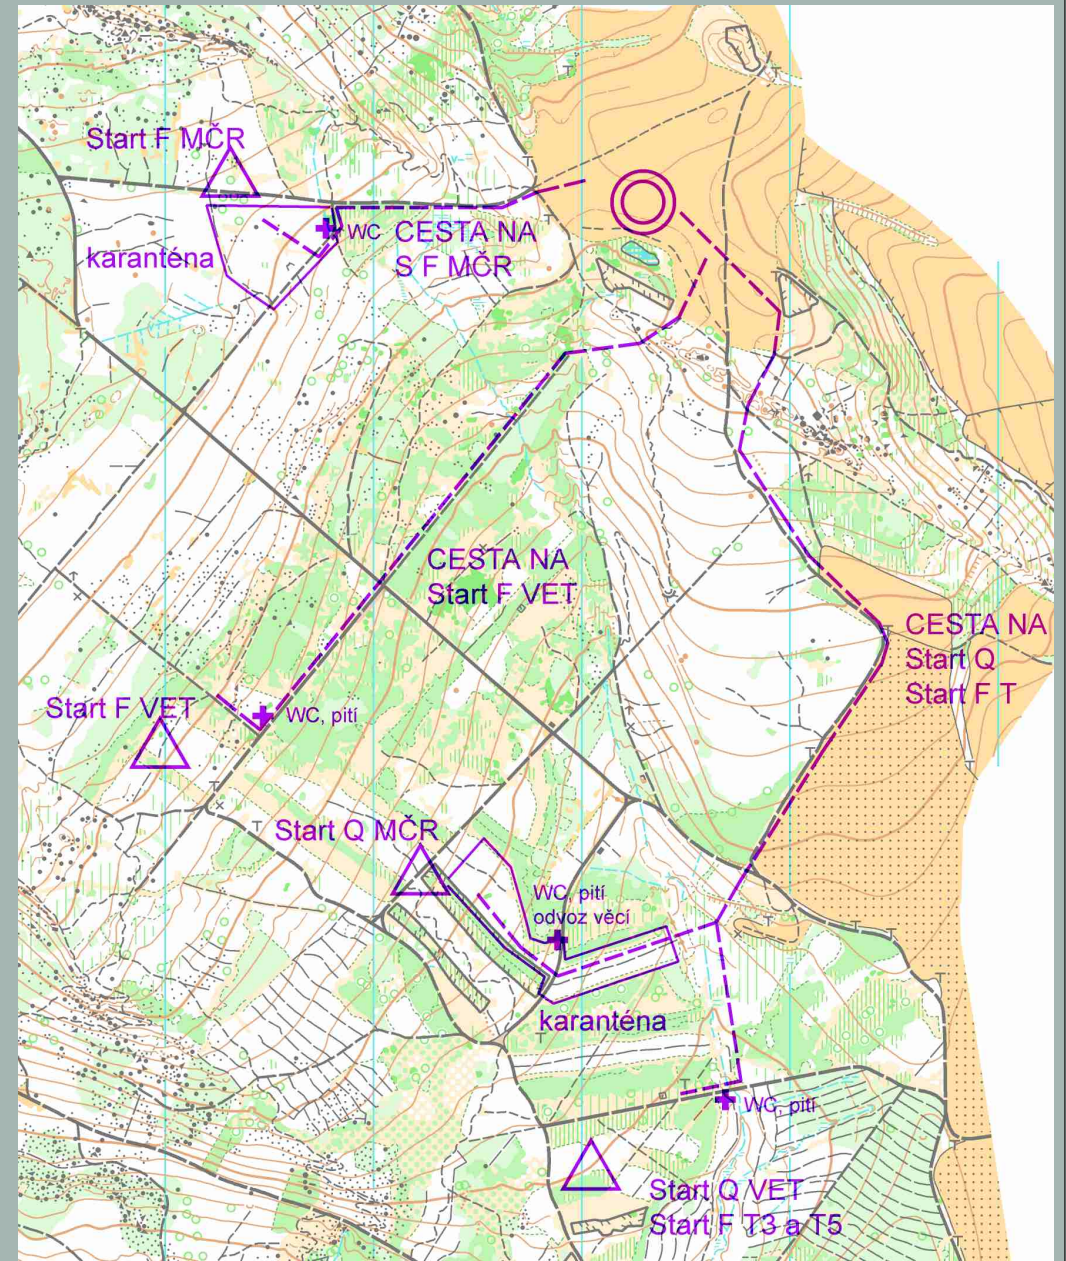 Start F MČR
karanténa
WC
CESTA NA
S F MČR
CESTA NA
Start F VET
CESTA NA
Start Q
Start F T
Start F VET
WC, pití
Start Q MČR
WC, pití
odvoz věcí
karanténa
WC, pití
Start Q VET
Start F T3 a T5